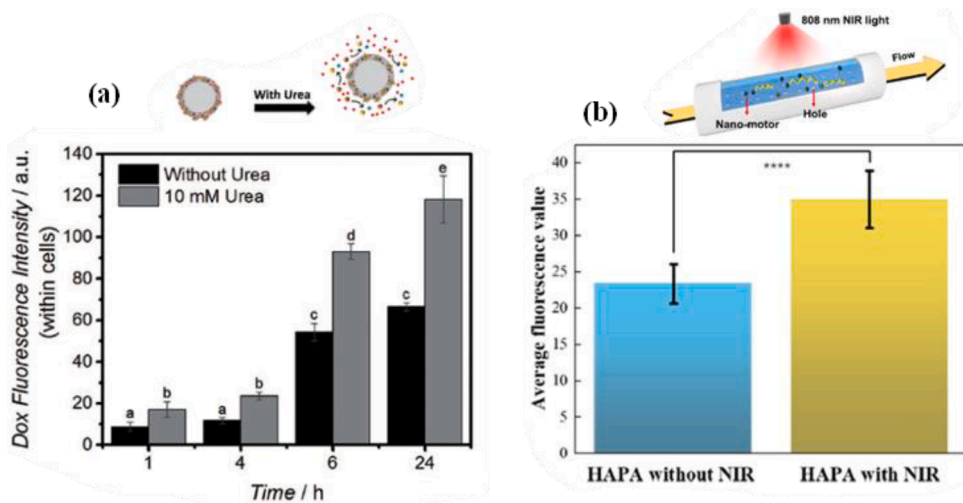 (a)
With Urea
Dox Fluorescence Intensity / a.u.
(within cells)
140
120
100
80
60
40
20
0
Without Urea
10 mM Urea
a
b
a
b
c
d
c
e
1
4
6
24
Time / h
(b)
808 nm NIR light
Flow
Nano-motor
Hole
Average fluorescence value
40
35
30
25
20
15
10
5
0
****
HAPA without NIR
HAPA with NIR